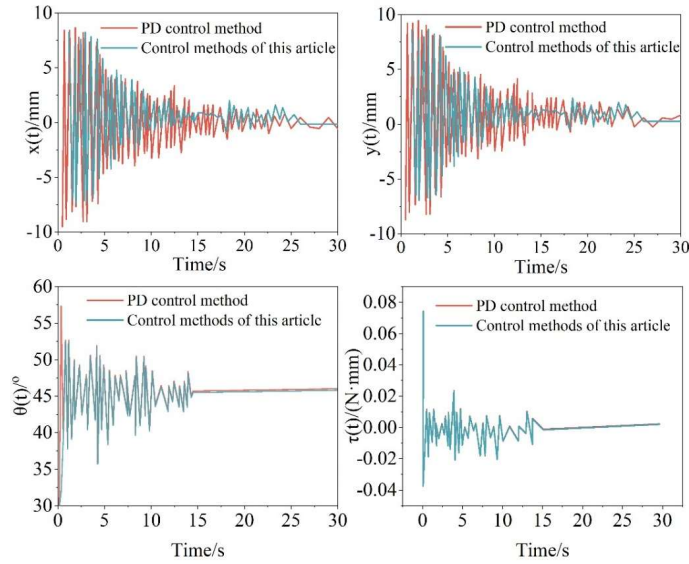 10
5
0
-5
-10
x(t)/mm
PD control method
Control methods of this article
0 5 10 15 20 25 30
Time/s
10
5
0
-5
-10
y(t)/mm
PD control method
Control methods of this article
0 5 10 15 20 25 30
Time/s
60
55
50
45
40
35
30
θ(t)/°
PD control method
Control methods of this article
0 5 10 15 20 25 30
Time/s
0.08
0.06
0.04
0.02
0.00
-0.02
-0.04
τ(t)/(N·mm)
PD control method
Control methods of this article
0 5 10 15 20 25 30
Time/s